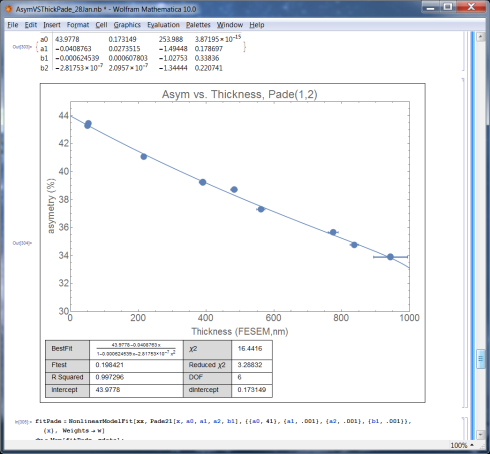 AsymVSThickPade_28Jan.nb * - Wolfram Mathematica 10.0
File Edit Insert Format Cell Graphics Evaluation Palettes Window Help
a0 43.9778 0.173149 253.988 3.87195×10⁻¹⁵
Out[303]= a1 -0.0408763 0.0273515 -1.49448 0.178697
b1 -0.000624539 0.000607803 -1.02753 0.33836
b2 -2.81753×10⁻⁷ 2.0957×10⁻⁷ -1.34444 0.220741
Asym vs. Thickness, Pade(1,2)
44
42
40
38
36
34
32
30
asymetry (%)
Out[304]=
0 200 400 600 800 1000
Thickness (FESEM,nm)
BestFit 43.9778-0.0408763 x / 1-0.000624539 x-2.81753×10⁻⁷ x² χ2 16.4416
Ftest 0.198421 Reduced χ2 3.28832
R Squared 0.997296 DOF 6
Intercept 43.9778 dIntercept 0.173149
In[305]:= fitPade = NonlinearModelFit[xx, Pade21[x, a0, a1, a2, b1], {{a0, 41}, {a1, .001}, {a2, .001}, {b1, .001}},
{x}, Weights → w]
100%